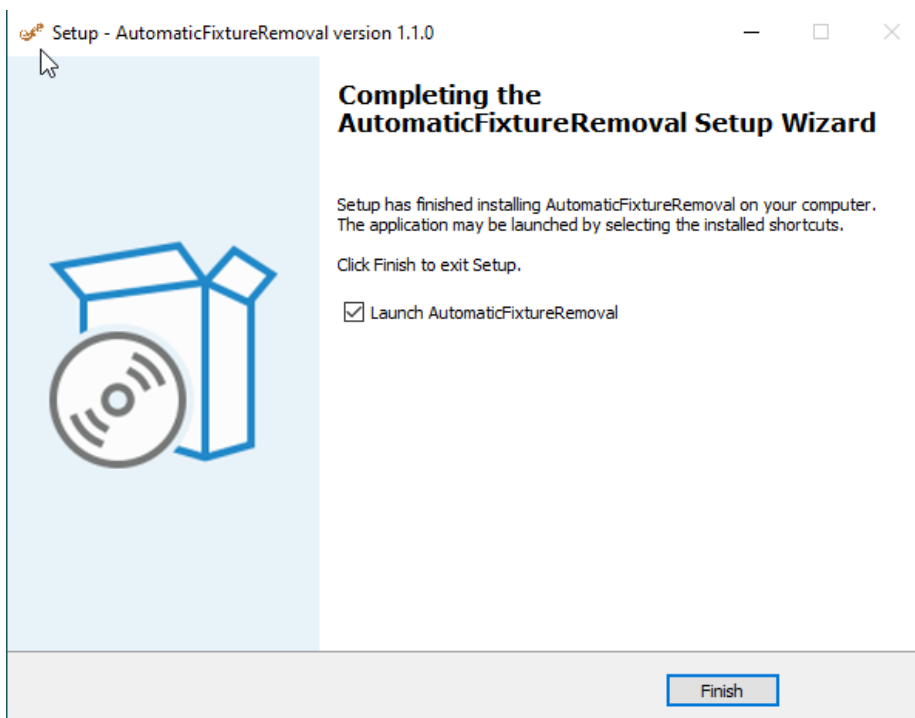 Setup - AutomaticFixtureRemoval version 1.1.0
Completing the
AutomaticFixtureRemoval Setup Wizard
Setup has finished installing AutomaticFixtureRemoval on your computer.
The application may be launched by selecting the installed shortcuts.
Click Finish to exit Setup.
Launch AutomaticFixtureRemoval
Finish